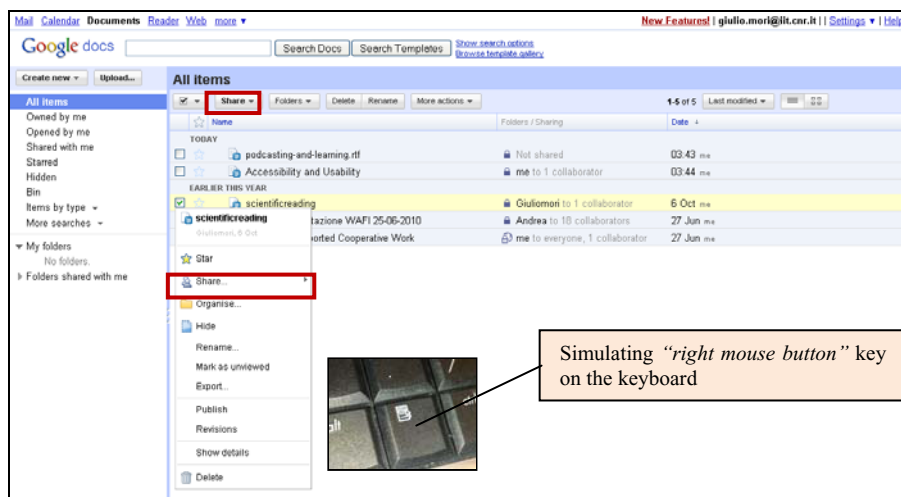 Mail Calendar Documents Reader Web more ▼
New Features! | giulio.mori@iit.cnr.it | | Settings ▼ | Help
Google docs
Search Docs
Search Templates
Show search options
Browse template gallery
Create new
Upload...
All items
All items
Owned by me
Opened by me
Shared with me
Starred
Hidden
Bin
Items by type
More searches
My folders
No folders.
Folders shared with me
Share
Folders
Delete
Rename
More actions
1-5 of 5
Last modified
Name
Folders / Sharing
Date
TODAY
podcasting-and-learning.rtf
Not shared
03:43 me
Accessibility and Usability
me to 1 collaborator
03:44 me
EARLIER THIS YEAR
scientificreading
Giuliomori to 1 collaborator
6 Oct me
tazione WAFI 25-06-2010
Andrea to 18 collaborators
27 Jun me
orted Cooperative Work
me to everyone, 1 collaborator
27 Jun me
scientificreading
Giuliomori, 6 Oct
Star
Share...
Organise...
Hide
Rename...
Mark as unviewed
Export...
Publish
Revisions
Show details
Delete
alt
Simulating "right mouse button" key
on the keyboard